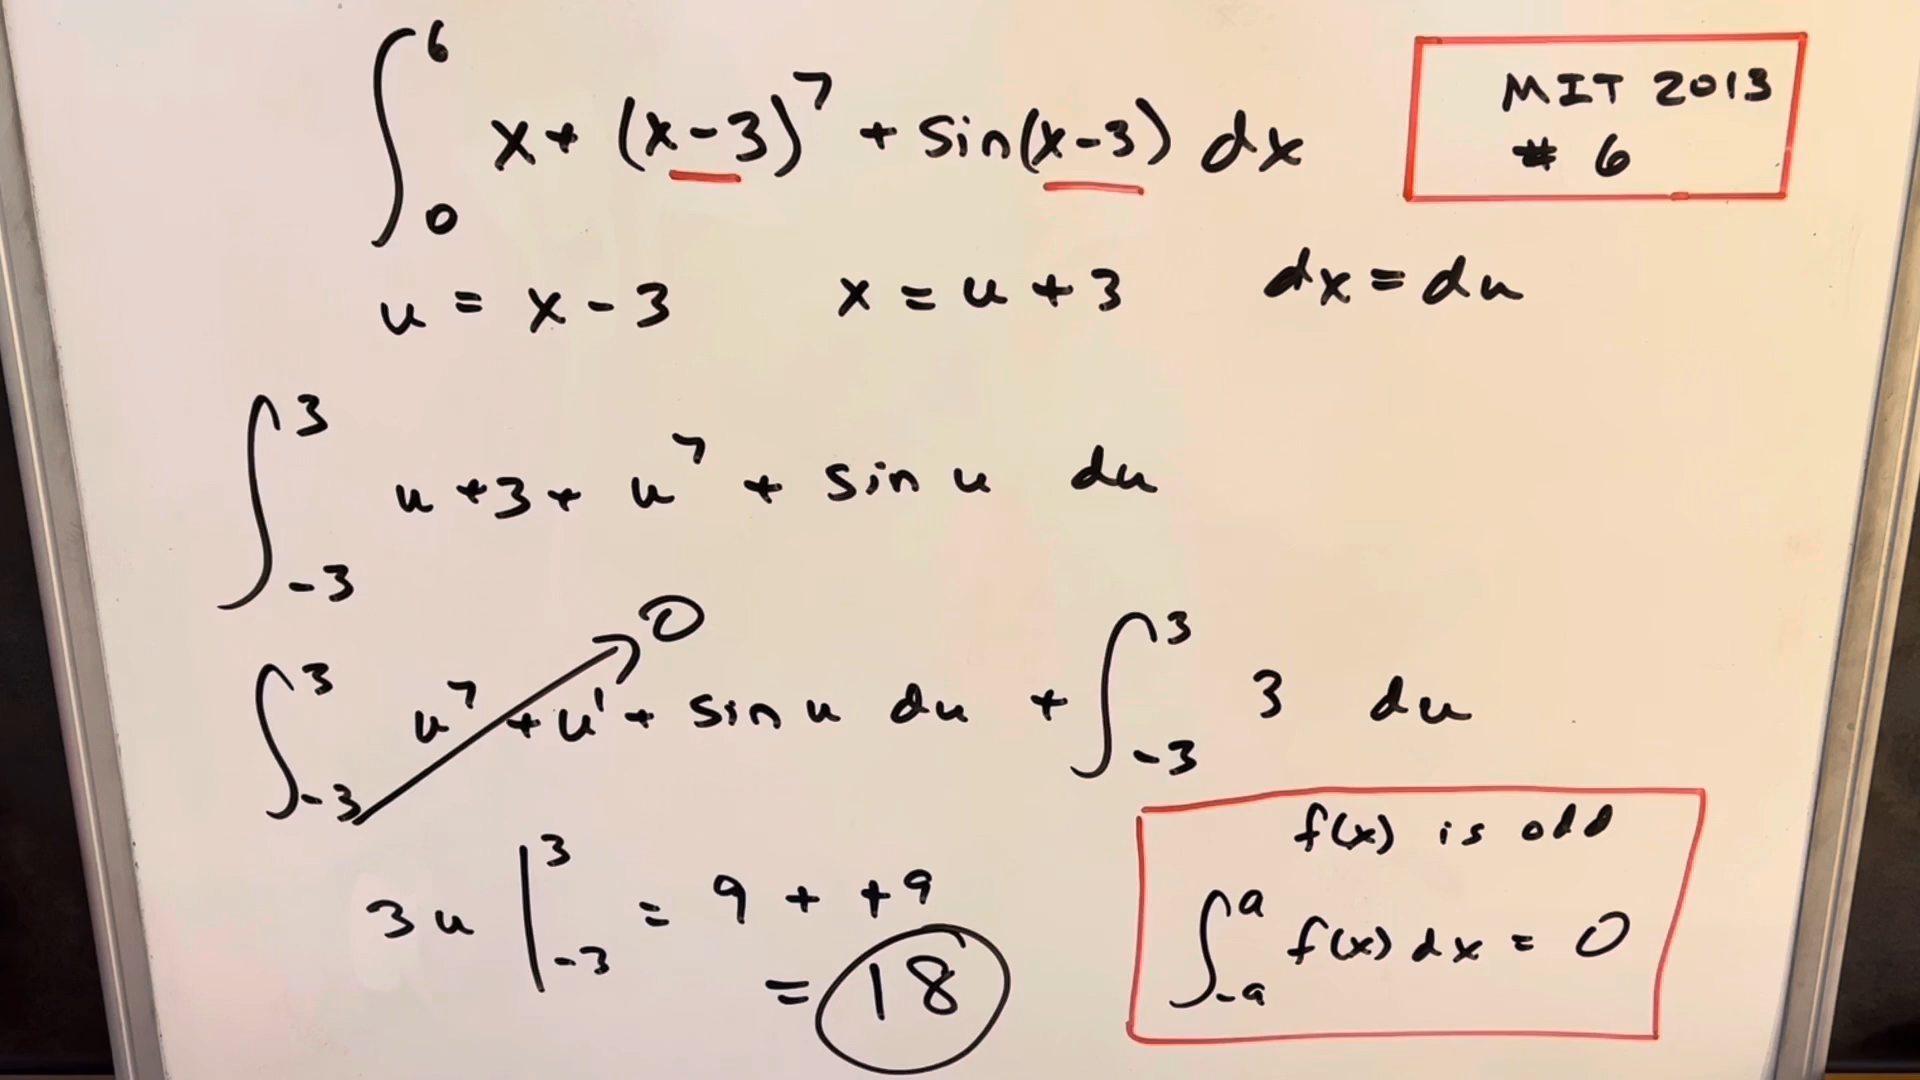 ∫₀⁶ x + (x-3)⁷ + sin(x-3) dx
MIT 2013
# 6
u = x - 3 x = u + 3 dx = du
∫₋₃³ u + 3 + u⁷ + sin u du
0
∫₋₃³ u⁷ + u¹ + sin u du + ∫₋₃³ 3 du
3u |₋₃³ = 9 + +9
= 18
f(x) is odd
∫₋ₐᵃ f(x) dx = 0